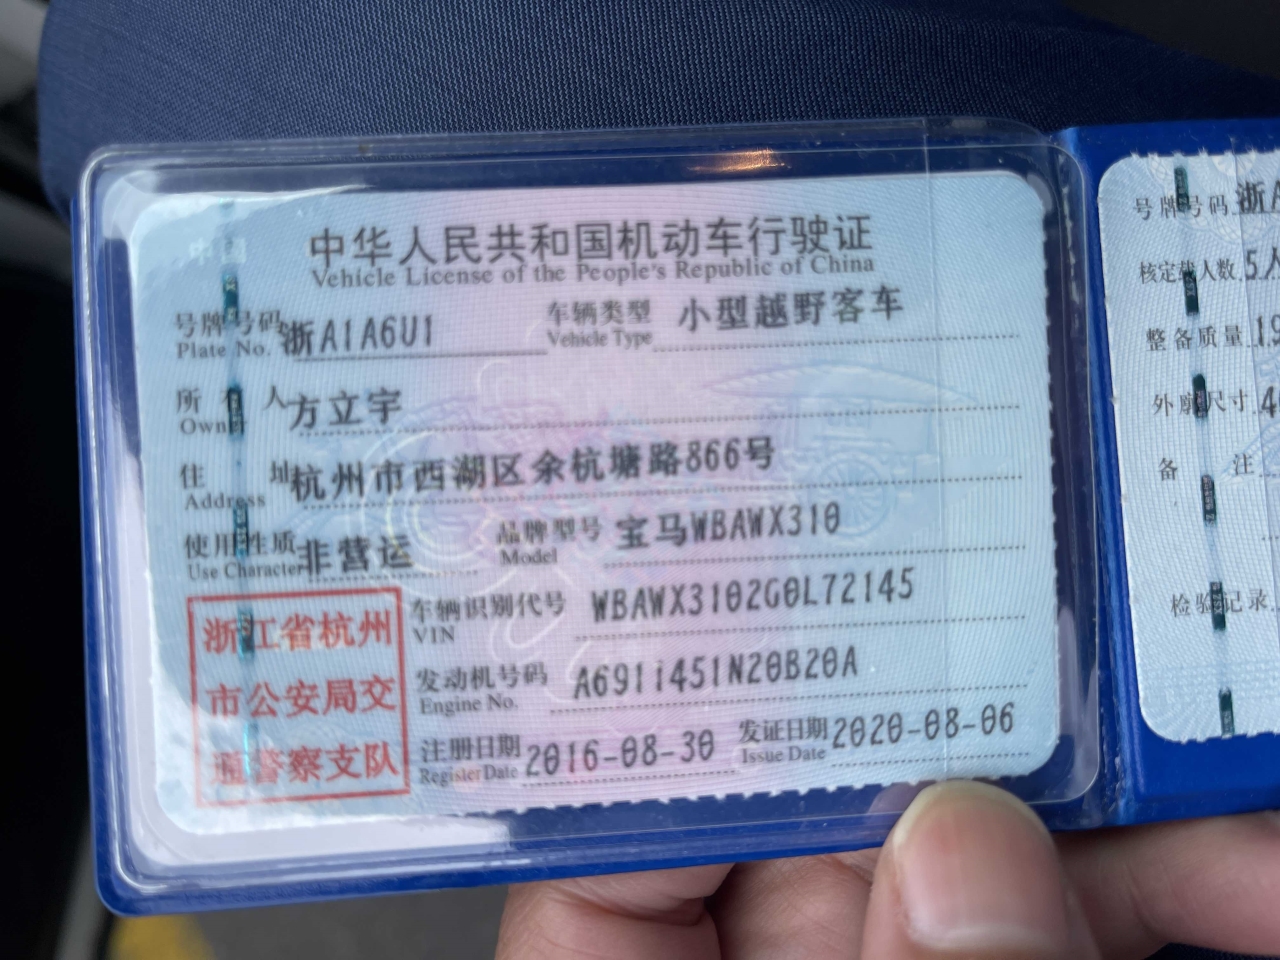 中华人民共和国机动车行驶证
Vehicle License of the People's Republic of China
号牌号码 浙A1A6U1 车辆类型 小型越野客车
Plate No. Vehicle Type
所有人 方立宇
Owner
住址 杭州市西湖区余杭塘路866号
Address
使用性质 非营运 品牌型号 宝马WBAWX310
Use Character Model
车辆识别代号 WBAWX3102G0L72145
VIN
发动机号码 A691i451N20B20A
Engine No.
注册日期 2016-08-30 发证日期 2020-08-06
Register Date Issue Date
浙江省杭州
市公安局交
通警察支队
号牌号码 浙A
核定载人数 5人
整备质量 19
外廓尺寸 4
备注
检验记录